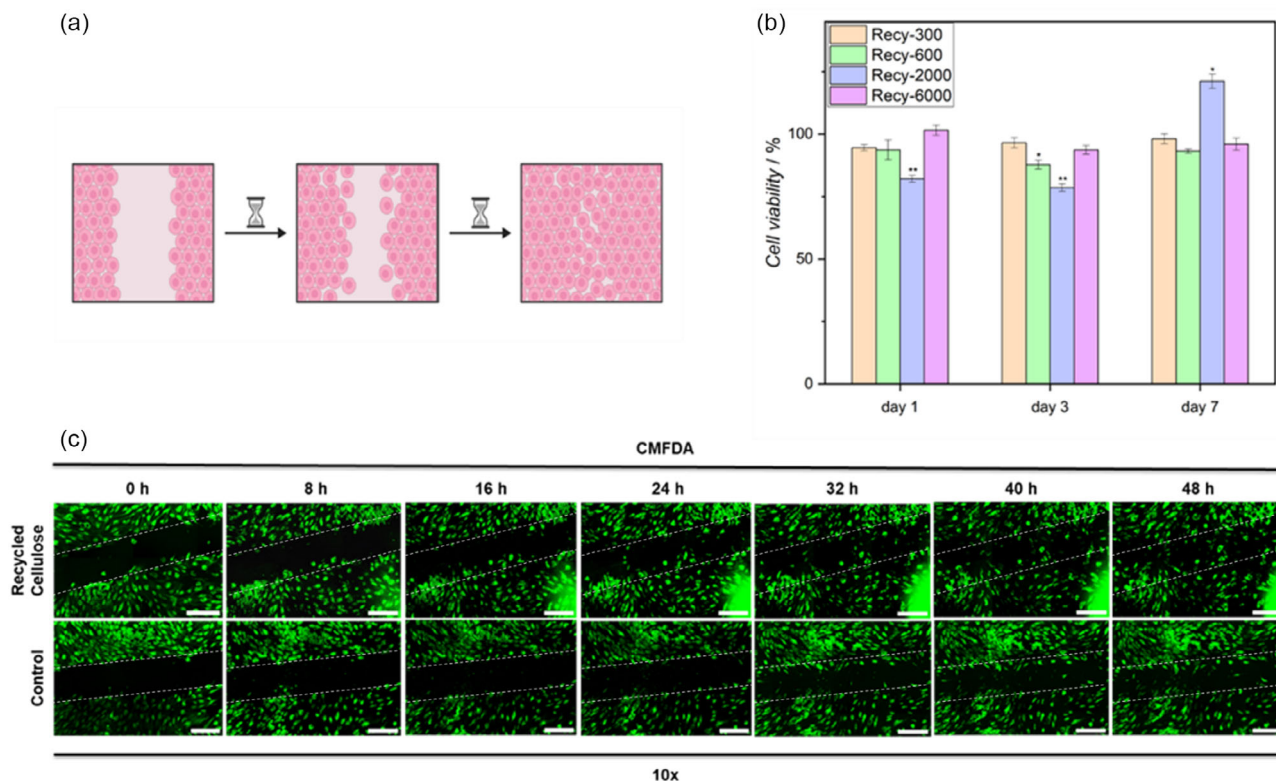 (a)
(b)
Recy-300
Recy-600
Recy-2000
Recy-6000
Cell viability / %
100
50
0
**
*
**
*
day 1
day 3
day 7
(c)
CMFDA
0 h
8 h
16 h
24 h
32 h
40 h
48 h
Recycled
Cellulose
Control
10x